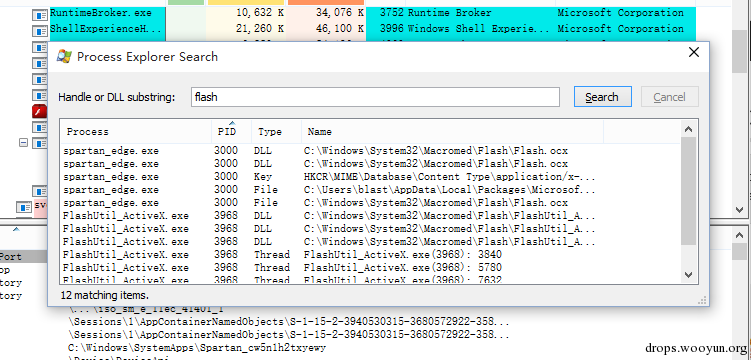 RuntimeBroker.exe 10,632 K 34,076 K 3752 Runtime Broker Microsoft Corporation
ShellExperienceH... 21,260 K 46,100 K 3996 Windows Shell Experie... Microsoft Corporation
Process Explorer Search
Handle or DLL substring: flash Search Cancel
Process PID Type Name
spartan_edge.exe 3000 DLL C:\Windows\System32\Macromed\Flash\Flash.ocx
spartan_edge.exe 3000 DLL C:\Windows\System32\Macromed\Flash\Flash.ocx
spartan_edge.exe 3000 Key HKCR\MIME\Database\Content Type\application/x-...
spartan_edge.exe 3000 File C:\Users\blast\AppData\Local\Packages\Microsof...
spartan_edge.exe 3000 File C:\Windows\System32\Macromed\Flash\Flash.ocx
FlashUtil_ActiveX.exe 3968 DLL C:\Windows\System32\Macromed\Flash\FlashUtil_A...
FlashUtil_ActiveX.exe 3968 DLL C:\Windows\System32\Macromed\Flash\FlashUtil_A...
FlashUtil_ActiveX.exe 3968 DLL C:\Windows\System32\Macromed\Flash\FlashUtil_A...
FlashUtil_ActiveX.exe 3968 Thread FlashUtil_ActiveX.exe(3968): 3840
FlashUtil_ActiveX.exe 3968 Thread FlashUtil_ActiveX.exe(3968): 5780
FlashUtil_ActiveX.exe 3968 Thread FlashUtil_ActiveX.exe(3968): 7632
12 matching items.
sv
Port
op
tory
tory
\Sessions\1\AppContainerNamedObjects\S-1-15-2-3940530315-3680572922-358...
\Sessions\1\AppContainerNamedObjects\S-1-15-2-3940530315-3680572922-358...
C:\Windows\SystemApps\Spartan_cw5n1h2txyewy
drops.wooyun.org